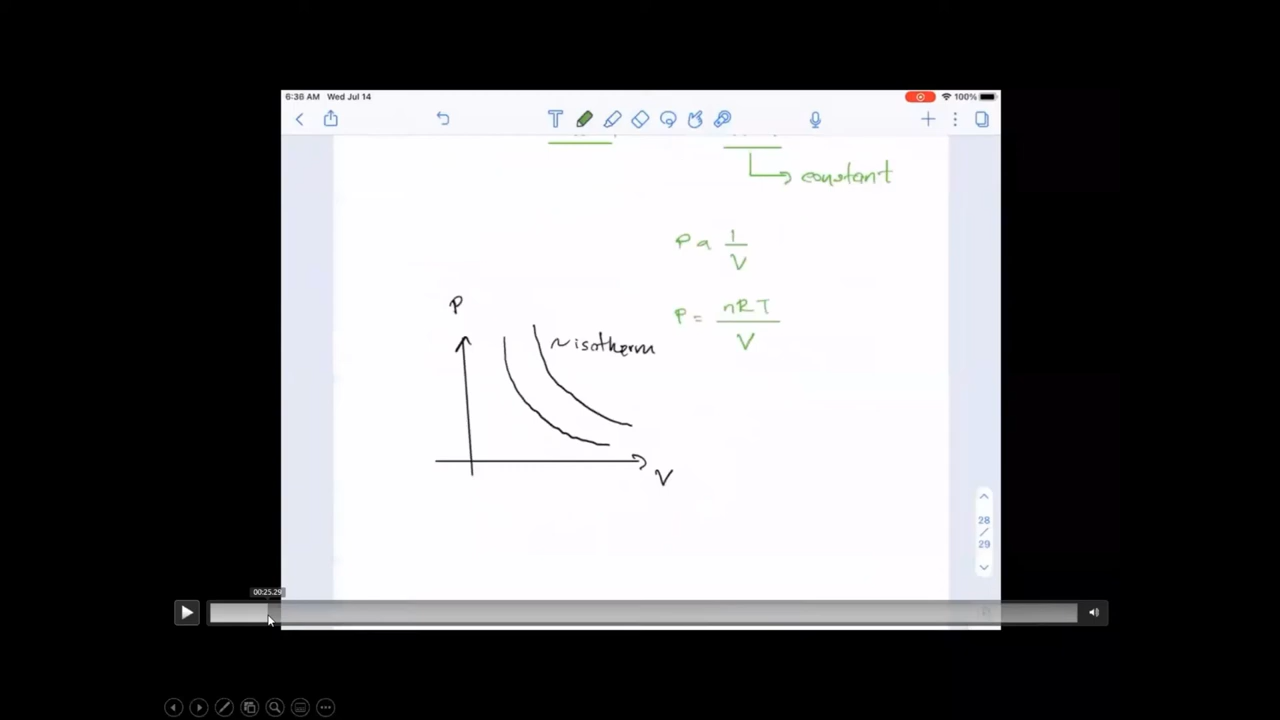 6:36 AM Wed Jul 14
100%
T
constant
P α 1/V
P
P = nRT/V
~isotherm
V
28
/
29
00:25.29